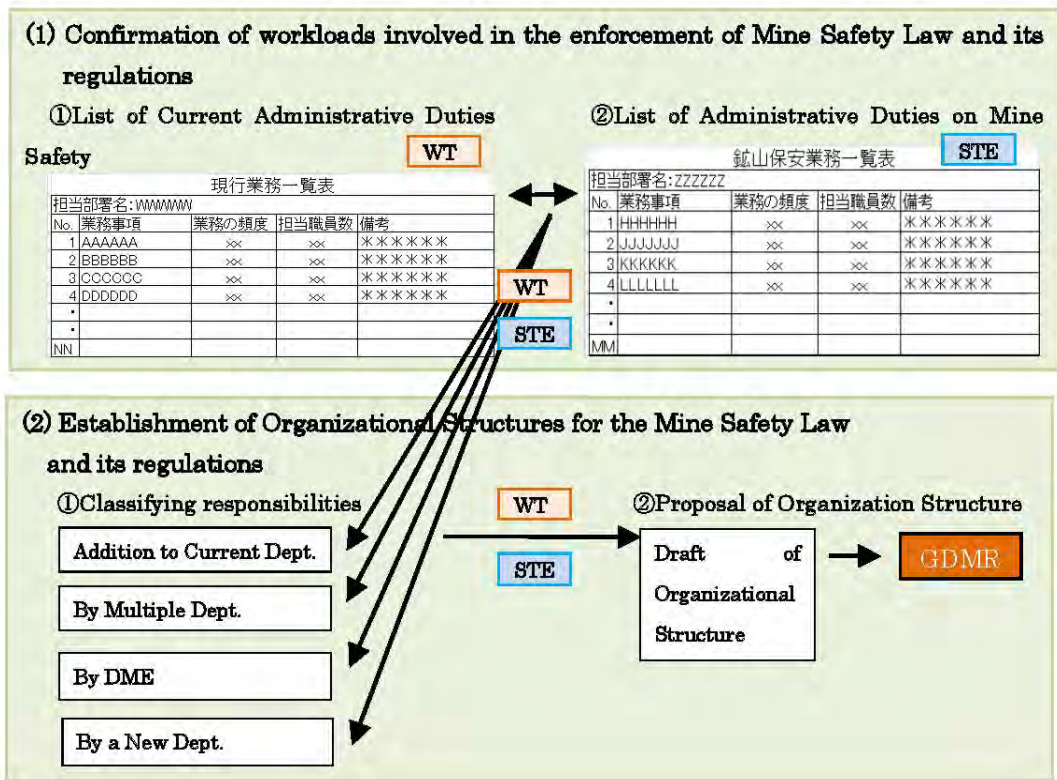 (1) Confirmation of workloads involved in the enforcement of Mine Safety Law and its
regulations
①List of Current Administrative Duties
Safety
WT
現行業務一覧表
担当部署名:WWWWW
No. 業務事項 業務の頻度 担当職員数 備考
1 AAAAAA xx xx ******
2 BBBBBB xx xx ******
3 CCCCCC xx xx ******
4 DDDDDD xx xx ******
・
・
NN
②List of Administrative Duties on Mine
STE
鉱山保安業務一覧表
担当部署名:ZZZZZZ
No. 業務事項 業務の頻度 担当職員数 備考
1 HHHHHH xx xx ******
2 JJJJJJJ xx xx ******
3 KKKKKK xx xx ******
4 LLLLLLL xx xx ******
・
・
MM
WT
STE
(2) Establishment of Organizational Structures for the Mine Safety Law
and its regulations
①Classifying responsibilities
Addition to Current Dept.
By Multiple Dept.
By DME
By a New Dept.
WT
STE
②Proposal of Organization Structure
Draft of
Organizational
Structure
GDMR